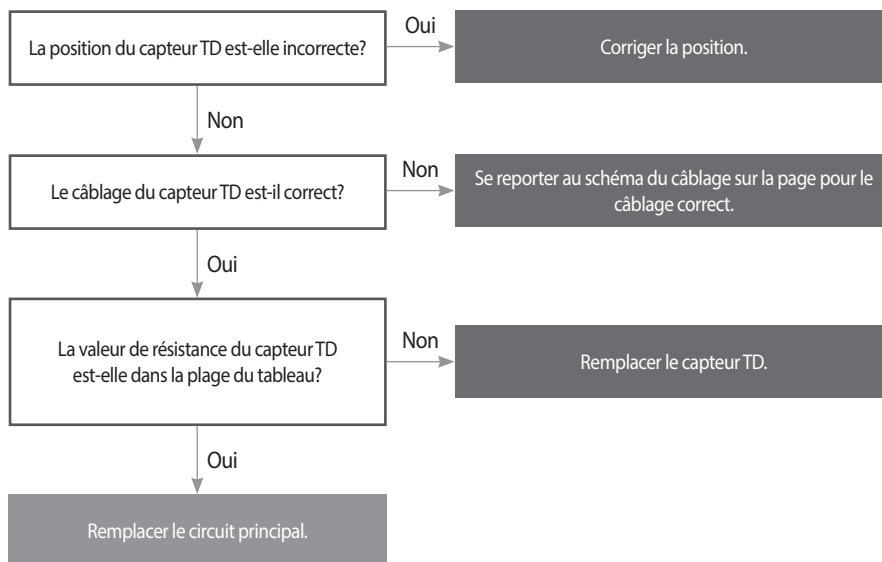 La position du capteur TD est-elle incorrecte?
Oui
Corriger la position.
Non
Le câblage du capteur TD est-il correct?
Non
Se reporter au schéma du câblage sur la page pour le
câblage correct.
Oui
La valeur de résistance du capteur TD
est-elle dans la plage du tableau?
Non
Remplacer le capteur TD.
Oui
Remplacer le circuit principal.